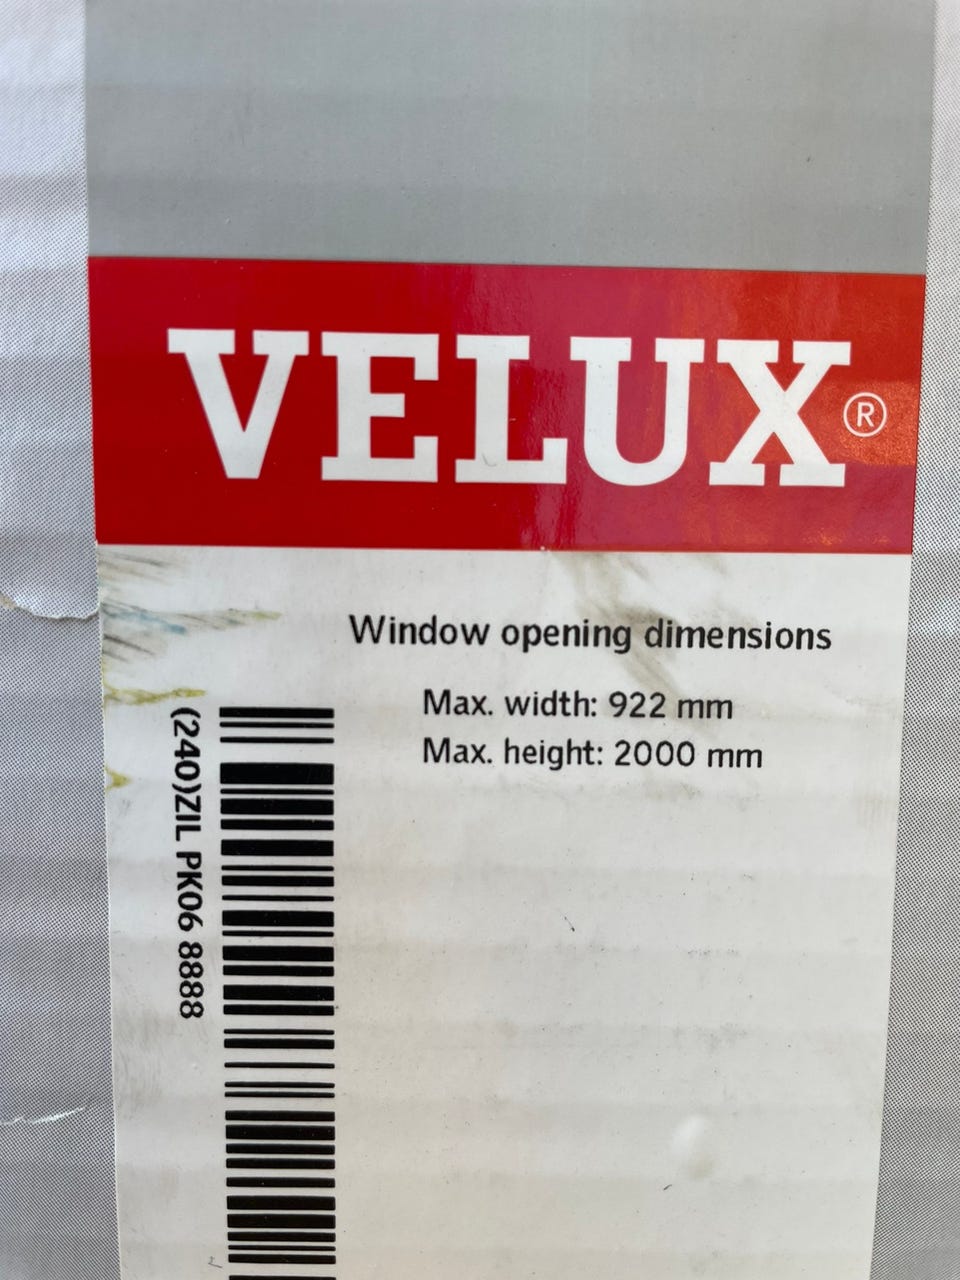 VELUX®
Window opening dimensions
Max. width: 922 mm
Max. height: 2000 mm
(240)ZIL PK06 8888